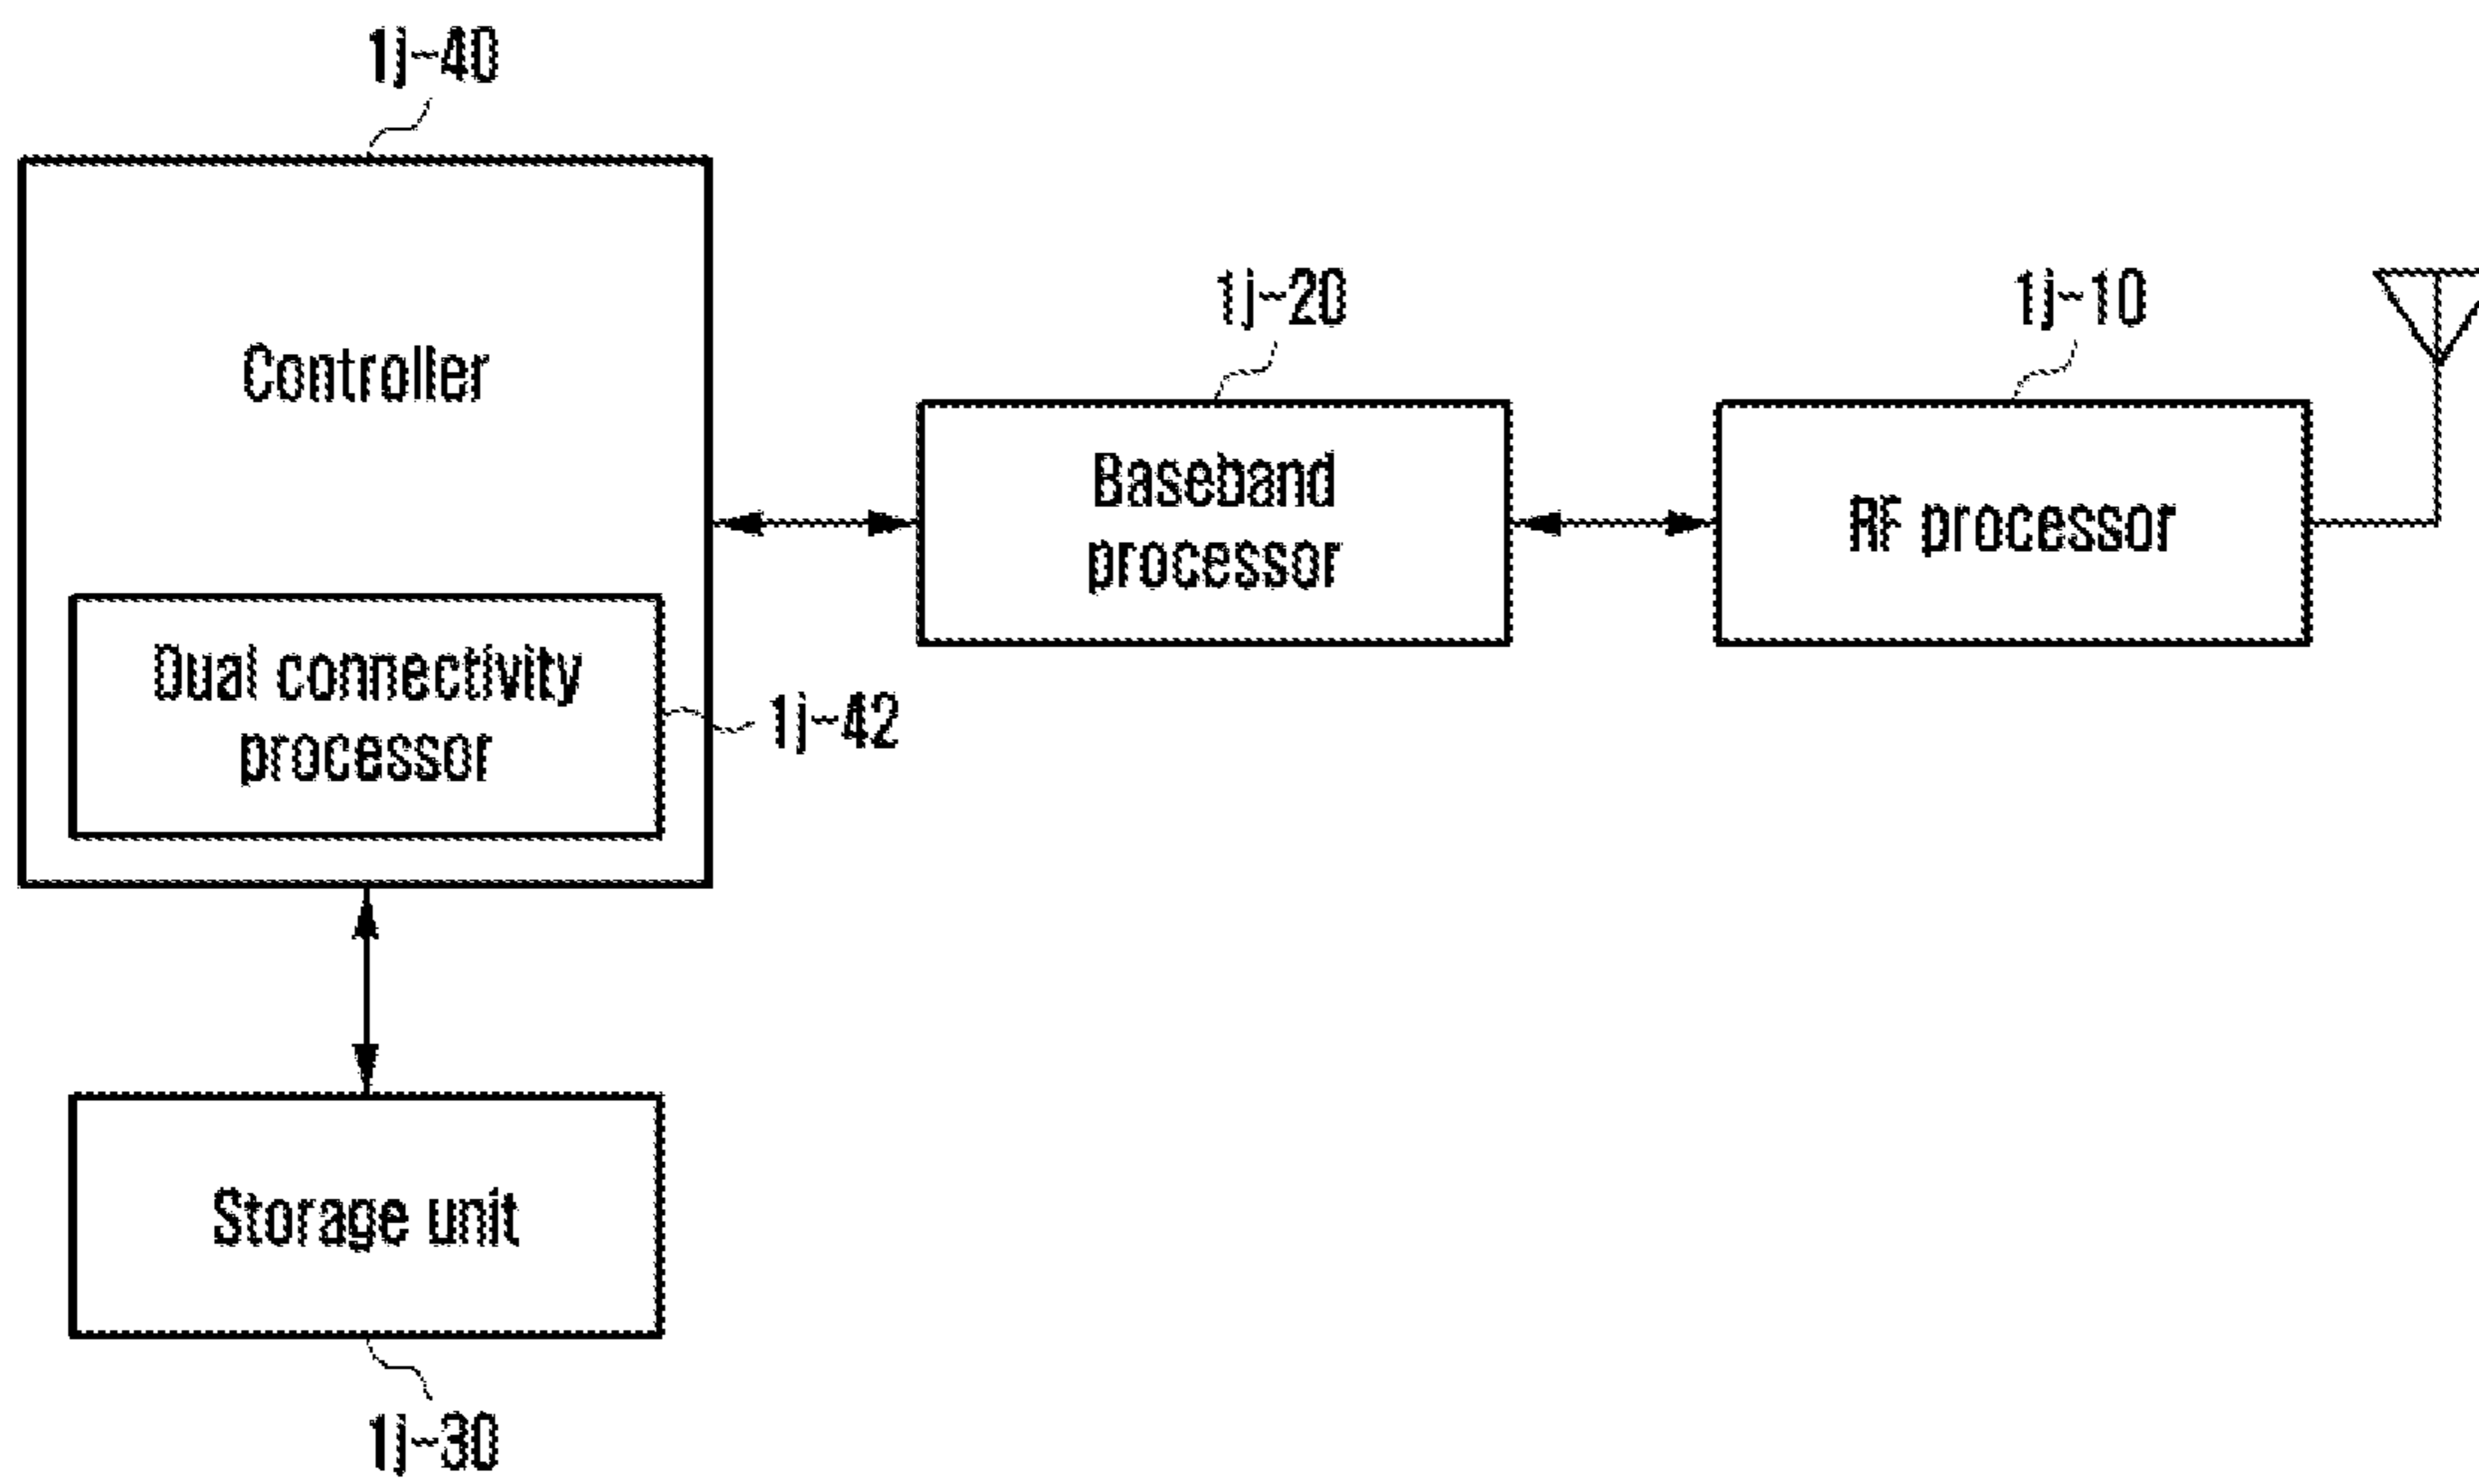 1j-40
Controller
1j-20
1j-10
Baseband
processor
RF processor
Dual connectivity
processor
1j-42
Storage unit
1j-30